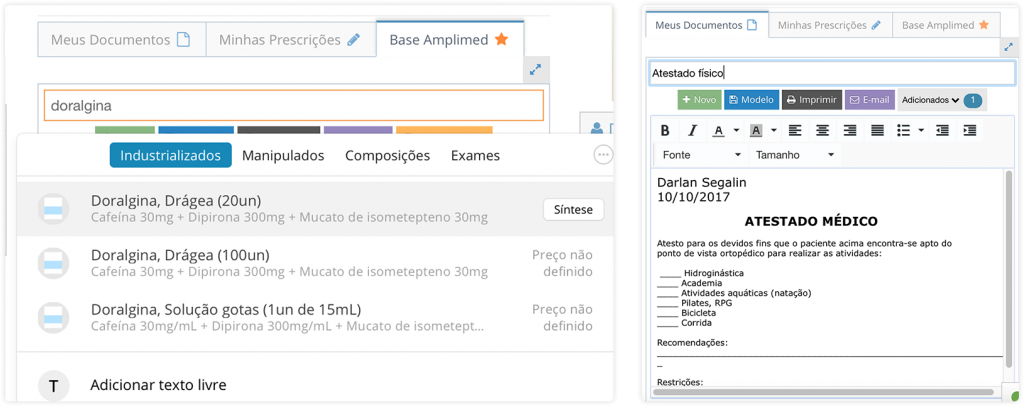 Meus Documentos Minhas Prescrições Base Amplimed
doralgina
Industrializados Manipulados Composições Exames
Doralgina, Drágea (20un)
Cafeína 30mg + Dipirona 300mg + Mucato de isometepteno 30mg
Síntese
Doralgina, Drágea (100un)
Cafeína 30mg + Dipirona 300mg + Mucato de isometepteno 30mg
Preço não
definido
Doralgina, Solução gotas (1un de 15mL)
Cafeína 30mg/mL + Dipirona 300mg/mL + Mucato de isometept...
Preço não
definido
T Adicionar texto livre
Meus Documentos Minhas Prescrições Base Amplimed
Atestado físico
+ Novo Modelo Imprimir E-mail Adicionados 1
B I A A
Fonte Tamanho
Darlan Segalin
10/10/2017
ATESTADO MÉDICO
Atesto para os devidos fins que o paciente acima encontra-se apto do
ponto de vista ortopédico para realizar as atividades:
_____ Hidroginástica
_____ Academia
_____ Atividades aquáticas (natação)
_____ Pilates, RPG
_____ Bicicleta
_____ Corrida
Recomendações:
Restrições: